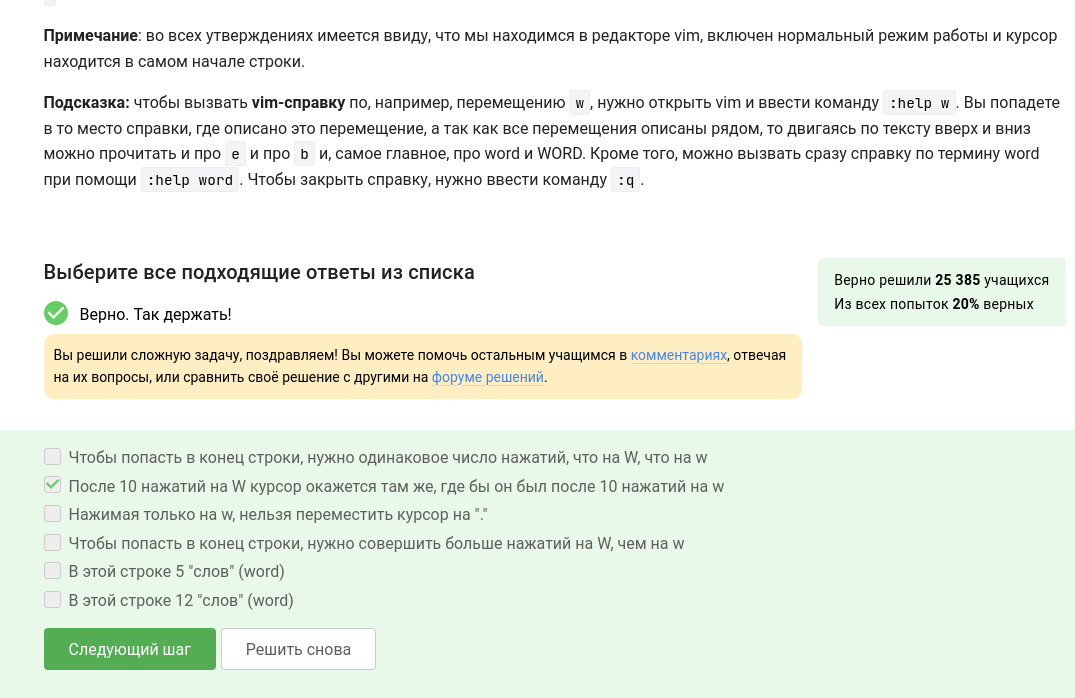 Примечание: во всех утверждениях имеется ввиду, что мы находимся в редакторе vim, включен нормальный режим работы и курсор
находится в самом начале строки.
Подсказка: чтобы вызвать vim-справку по, например, перемещению w, нужно открыть vim и ввести команду :help w. Вы попадете
в то место справки, где описано это перемещение, а так как все перемещения описаны рядом, то двигаясь по тексту вверх и вниз
можно прочитать и про e и про b и, самое главное, про word и WORD. Кроме того, можно вызвать сразу справку по термину word
при помощи :help word. Чтобы закрыть справку, нужно ввести команду :q.
Выберите все подходящие ответы из списка
Верно решили 25 385 учащихся
Из всех попыток 20% верных
Верно. Так держать!
Вы решили сложную задачу, поздравляем! Вы можете помочь остальным учащимся в комментариях, отвечая
на их вопросы, или сравнить своё решение с другими на форуме решений.
Чтобы попасть в конец строки, нужно одинаковое число нажатий, что на W, что на w
После 10 нажатий на W курсор окажется там же, где бы он был после 10 нажатий на w
Нажимая только на w, нельзя переместить курсор на "."
Чтобы попасть в конец строки, нужно совершить больше нажатий на W, чем на w
В этой строке 5 "слов" (word)
В этой строке 12 "слов" (word)
Следующий шаг
Решить снова